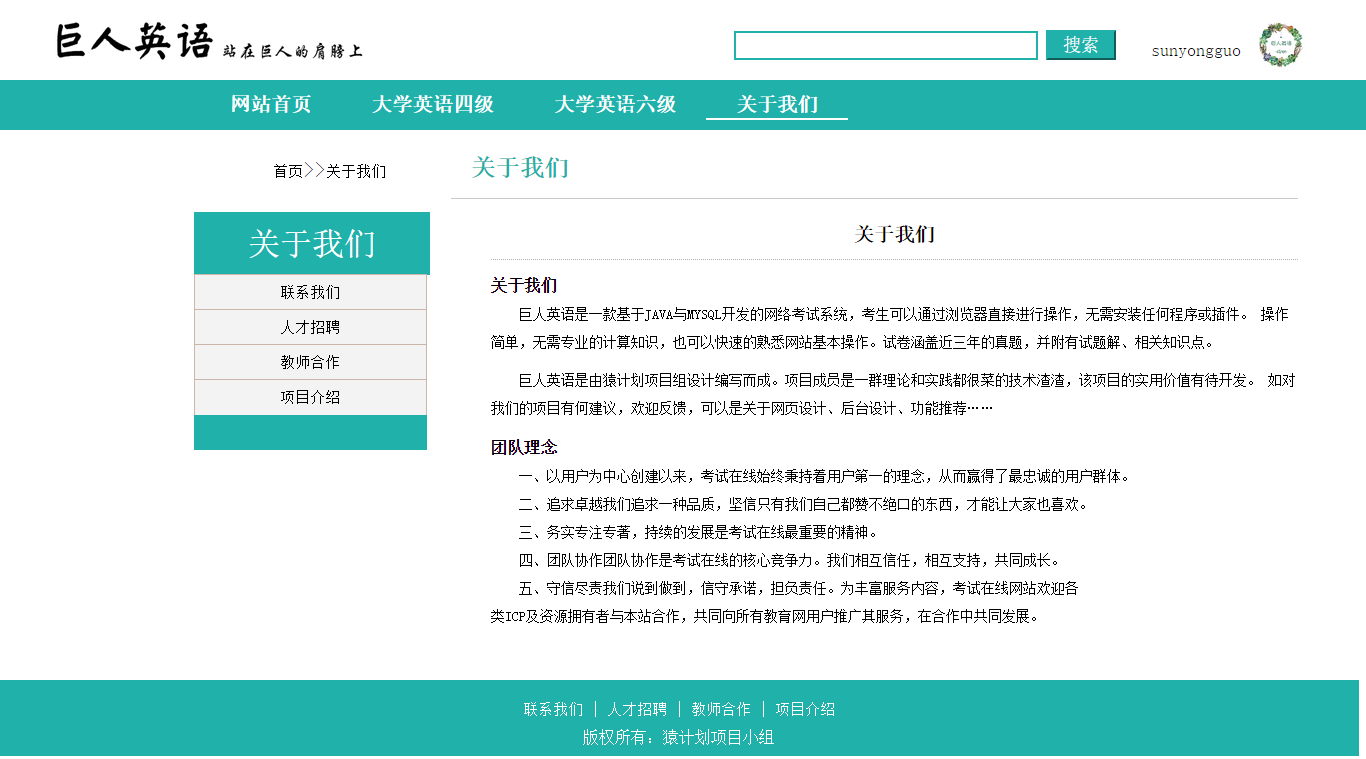 巨人英语 站在巨人的肩膀上
搜索
sunyongguo
网站首页 大学英语四级 大学英语六级 关于我们
首页>>关于我们
关于我们
联系我们
人才招聘
教师合作
项目介绍
关于我们
关于我们
关于我们
巨人英语是一款基于JAVA与MYSQL开发的网络考试系统，考生可以通过浏览器直接进行操作，无需安装任何程序或插件。 操作
简单，无需专业的计算知识，也可以快速的熟悉网站基本操作。试卷涵盖近三年的真题，并附有试题解、相关知识点。
巨人英语是由猿计划项目组设计编写而成。项目成员是一群理论和实践都很菜的技术渣渣，该项目的实用价值有待开发。 如对
我们的项目有何建议，欢迎反馈，可以是关于网页设计、后台设计、功能推荐……
团队理念
一、以用户为中心创建以来，考试在线始终秉持着用户第一的理念，从而赢得了最忠诚的用户群体。
二、追求卓越我们追求一种品质，坚信只有我们自己都赞不绝口的东西，才能让大家也喜欢。
三、务实专注专著，持续的发展是考试在线最重要的精神。
四、团队协作团队协作是考试在线的核心竞争力。我们相互信任，相互支持，共同成长。
五、守信尽责我们说到做到，信守承诺，担负责任。为丰富服务内容，考试在线网站欢迎各
类ICP及资源拥有者与本站合作，共同向所有教育网用户推广其服务，在合作中共同发展。
联系我们 | 人才招聘 | 教师合作 | 项目介绍
版权所有：猿计划项目小组